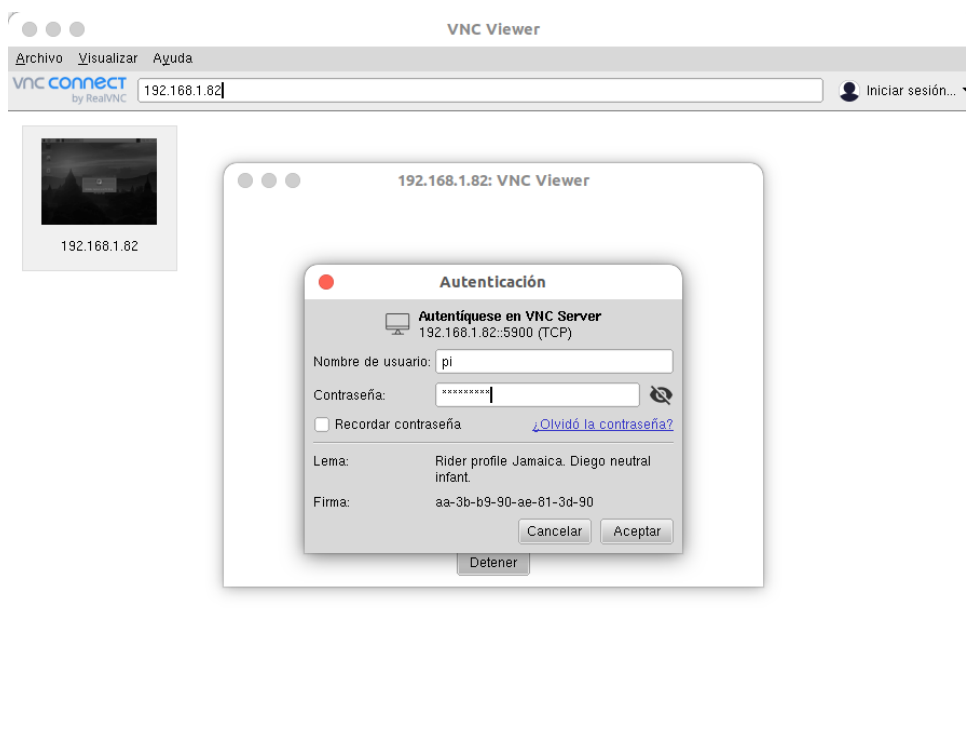 VNC Viewer
Archivo Visualizar Ayuda
vnc connect
by RealVNC
192.168.1.82
Iniciar sesión...
192.168.1.82
192.168.1.82: VNC Viewer
Autenticación
Autentíquese en VNC Server
192.168.1.82::5900 (TCP)
Nombre de usuario: pi
Contraseña: *********
Recordar contraseña ¿Olvidó la contraseña?
Lema: Rider profile Jamaica. Diego neutral
infant.
Firma: aa-3b-b9-90-ae-81-3d-90
Cancelar Aceptar
Detener